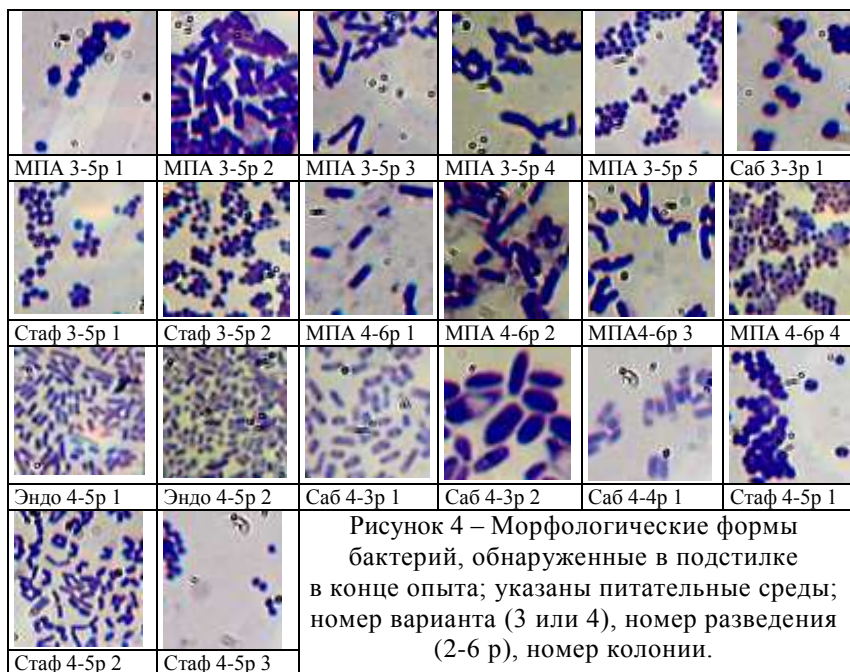 МПА 3-5р 1 МПА 3-5р 2 МПА 3-5р 3 МПА 3-5р 4 МПА 3-5р 5 Саб 3-3р 1
Стаф 3-5р 1 Стаф 3-5р 2 МПА 4-6р 1 МПА 4-6р 2 МПА4-6р 3 МПА 4-6р 4
Эндо 4-5р 1 Эндо 4-5р 2 Саб 4-3р 1 Саб 4-3р 2 Саб 4-4р 1 Стаф 4-5р 1
Стаф 4-5р 2 Стаф 4-5р 3
Рисунок 4 – Морфологические формы
бактерий, обнаруженные в подстилке
в конце опыта; указаны питательные среды;
номер варианта (3 или 4), номер разведения
(2-6 р), номер колонии.